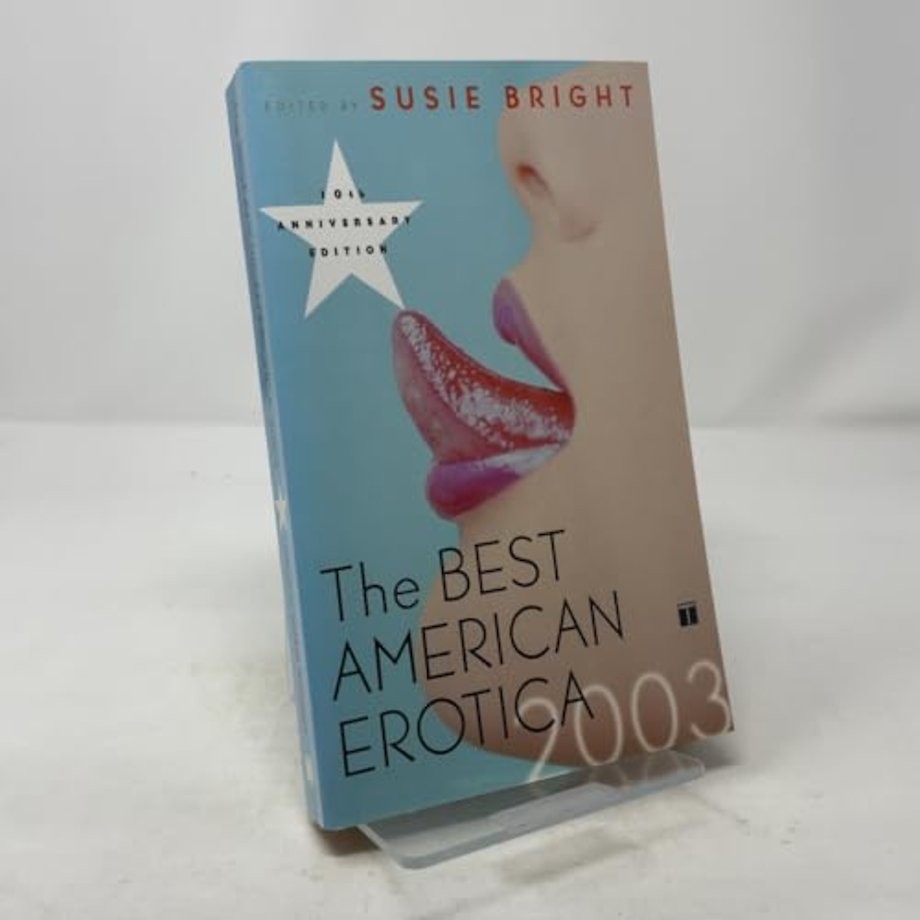 EDITED BY SUSIE BRIGHT
10th
ANNIVERSARY
EDITION
The BEST
AMERICAN
EROTICA
2003